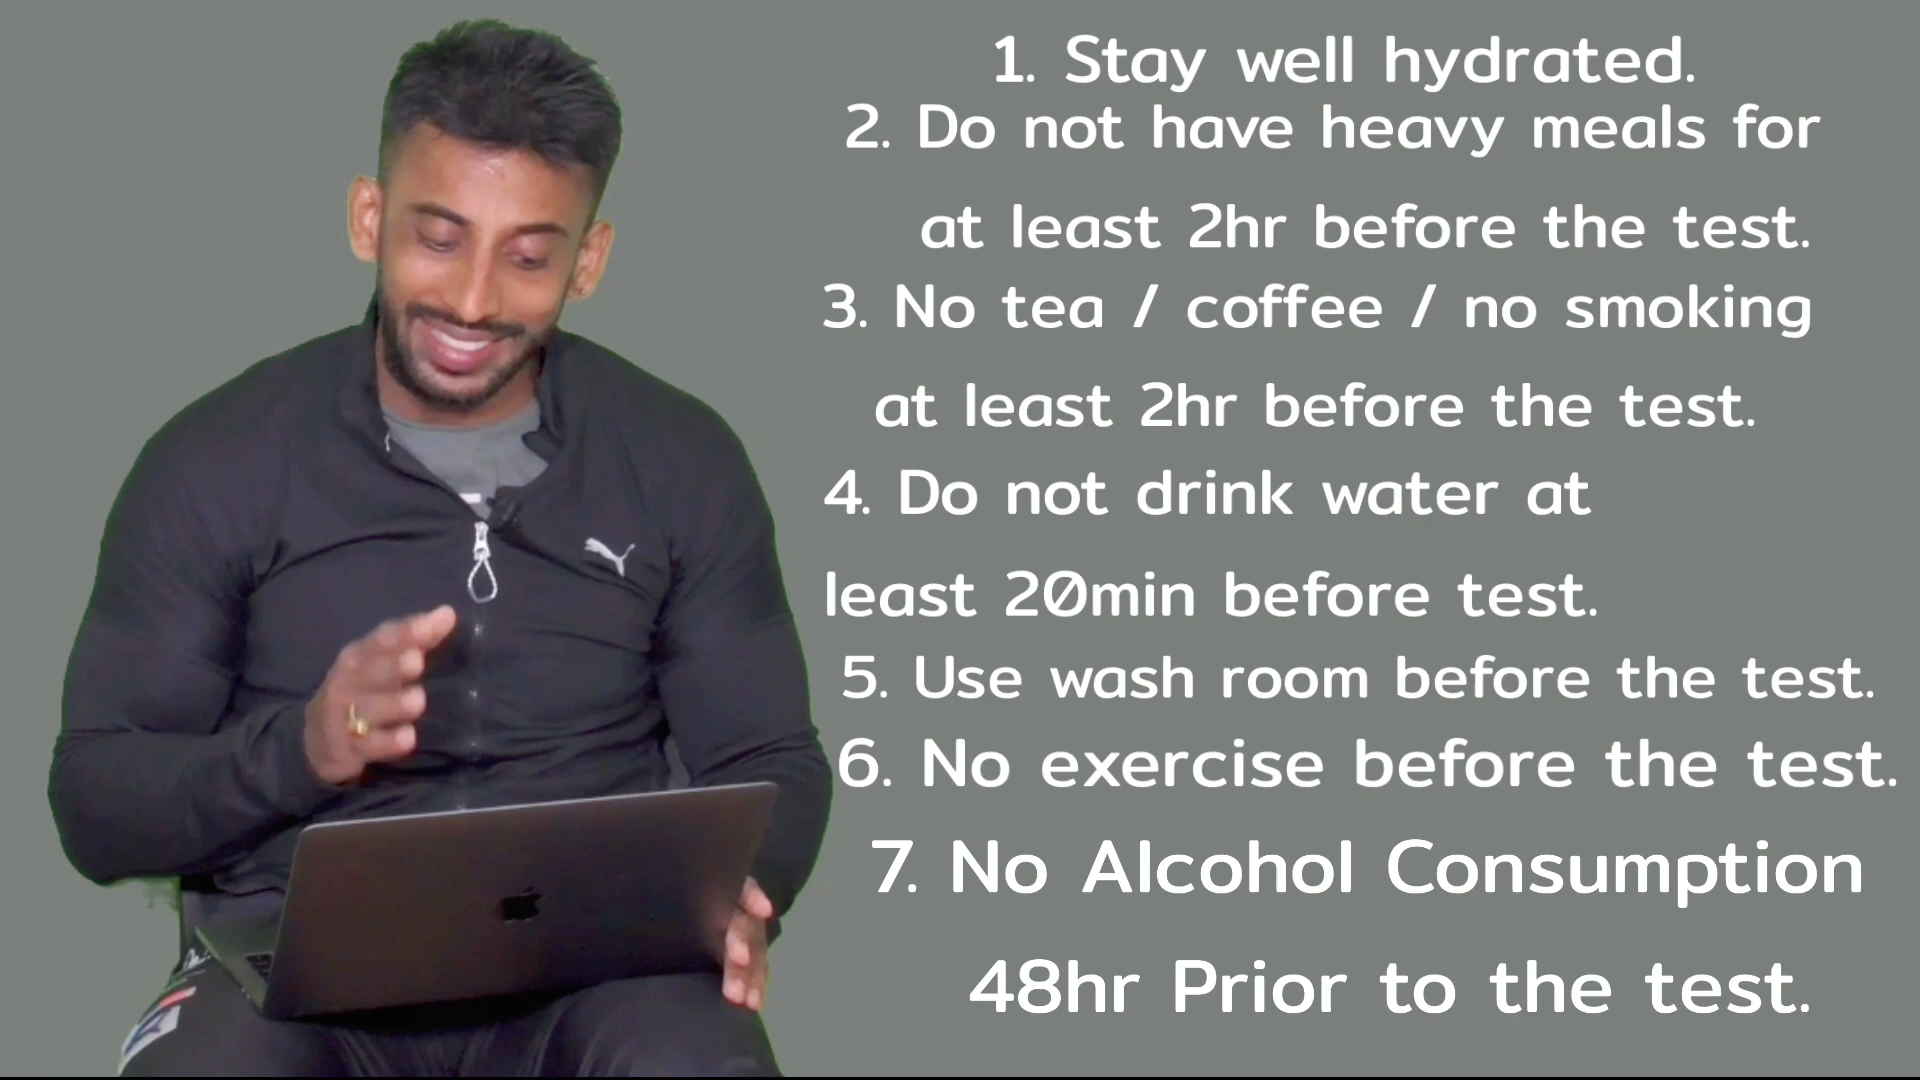 1. Stay well hydrated.
2. Do not have heavy meals for
at least 2hr before the test.
3. No tea / coffee / no smoking
at least 2hr before the test.
4. Do not drink water at
least 20min before test.
5. Use wash room before the test.
6. No exercise before the test.
7. No Alcohol Consumption
48hr Prior to the test.